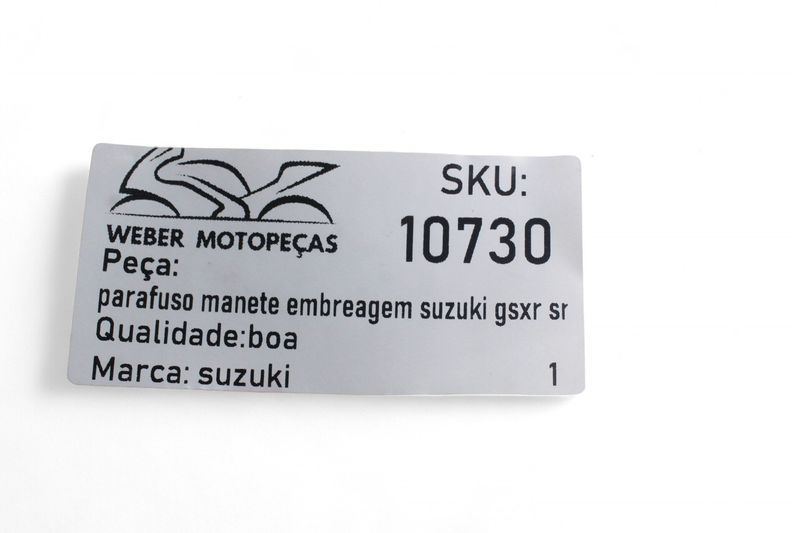 WEBER MOTOPEÇAS
SKU:
10730
Peça:
parafuso manete embreagem suzuki gsxr sr
Qualidade:boa
Marca: suzuki
1